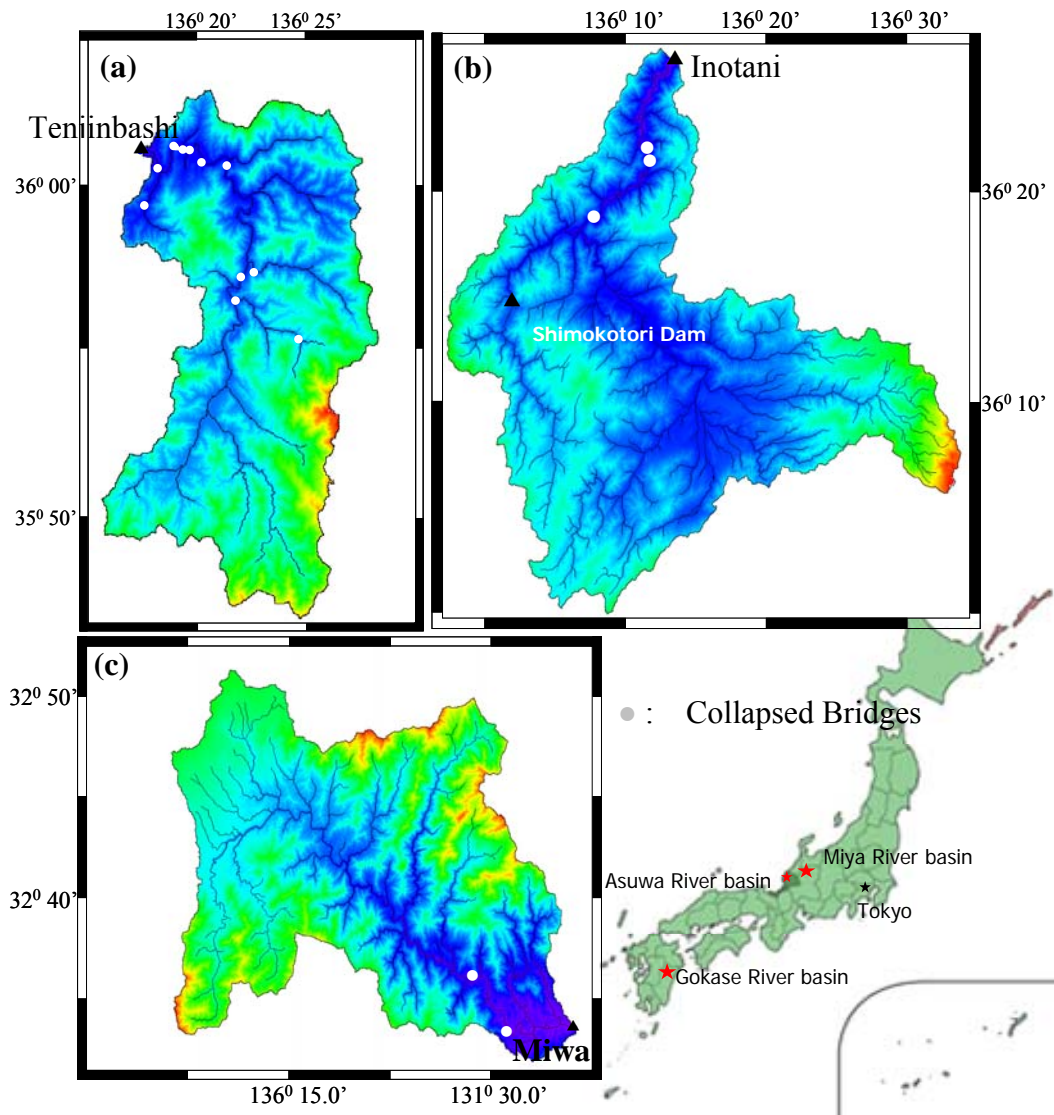 136⁰ 20’ 136⁰ 25’
136⁰ 10’ 136⁰ 20’ 136⁰ 30’
(a)
Tenjinbashi
36⁰ 00’
35⁰ 50’
(b)
Inotani
36⁰ 20’
Shimokotori Dam
36⁰ 10’
(c)
32⁰ 50’
32⁰ 40’
Miwa
136⁰ 15.0’ 131⁰ 30.0’
: Collapsed Bridges
Miya River basin
Asuwa River basin
Tokyo
Gokase River basin